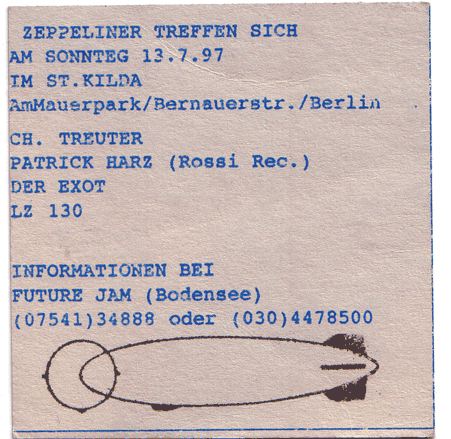 ZEPPELINER TREFFEN SICH
AM SONNTEG 13.7.97
IM ST.KILDA
AmMauerpark/Bernauerstr./Berlin
CH. TREUTER
PATRICK HARZ (Rossi Rec.)
DER EXOT
LZ 130
INFORMATIONEN BEI
FUTURE JAM (Bodensee)
(07541)34888 oder (030)4478500